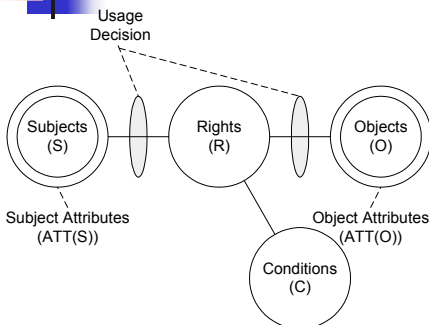 Usage
Decision
Subjects
(S)
Rights
(R)
Objects
(O)
Subject Attributes
(ATT(S))
Object Attributes
(ATT(O))
Conditions
(C)